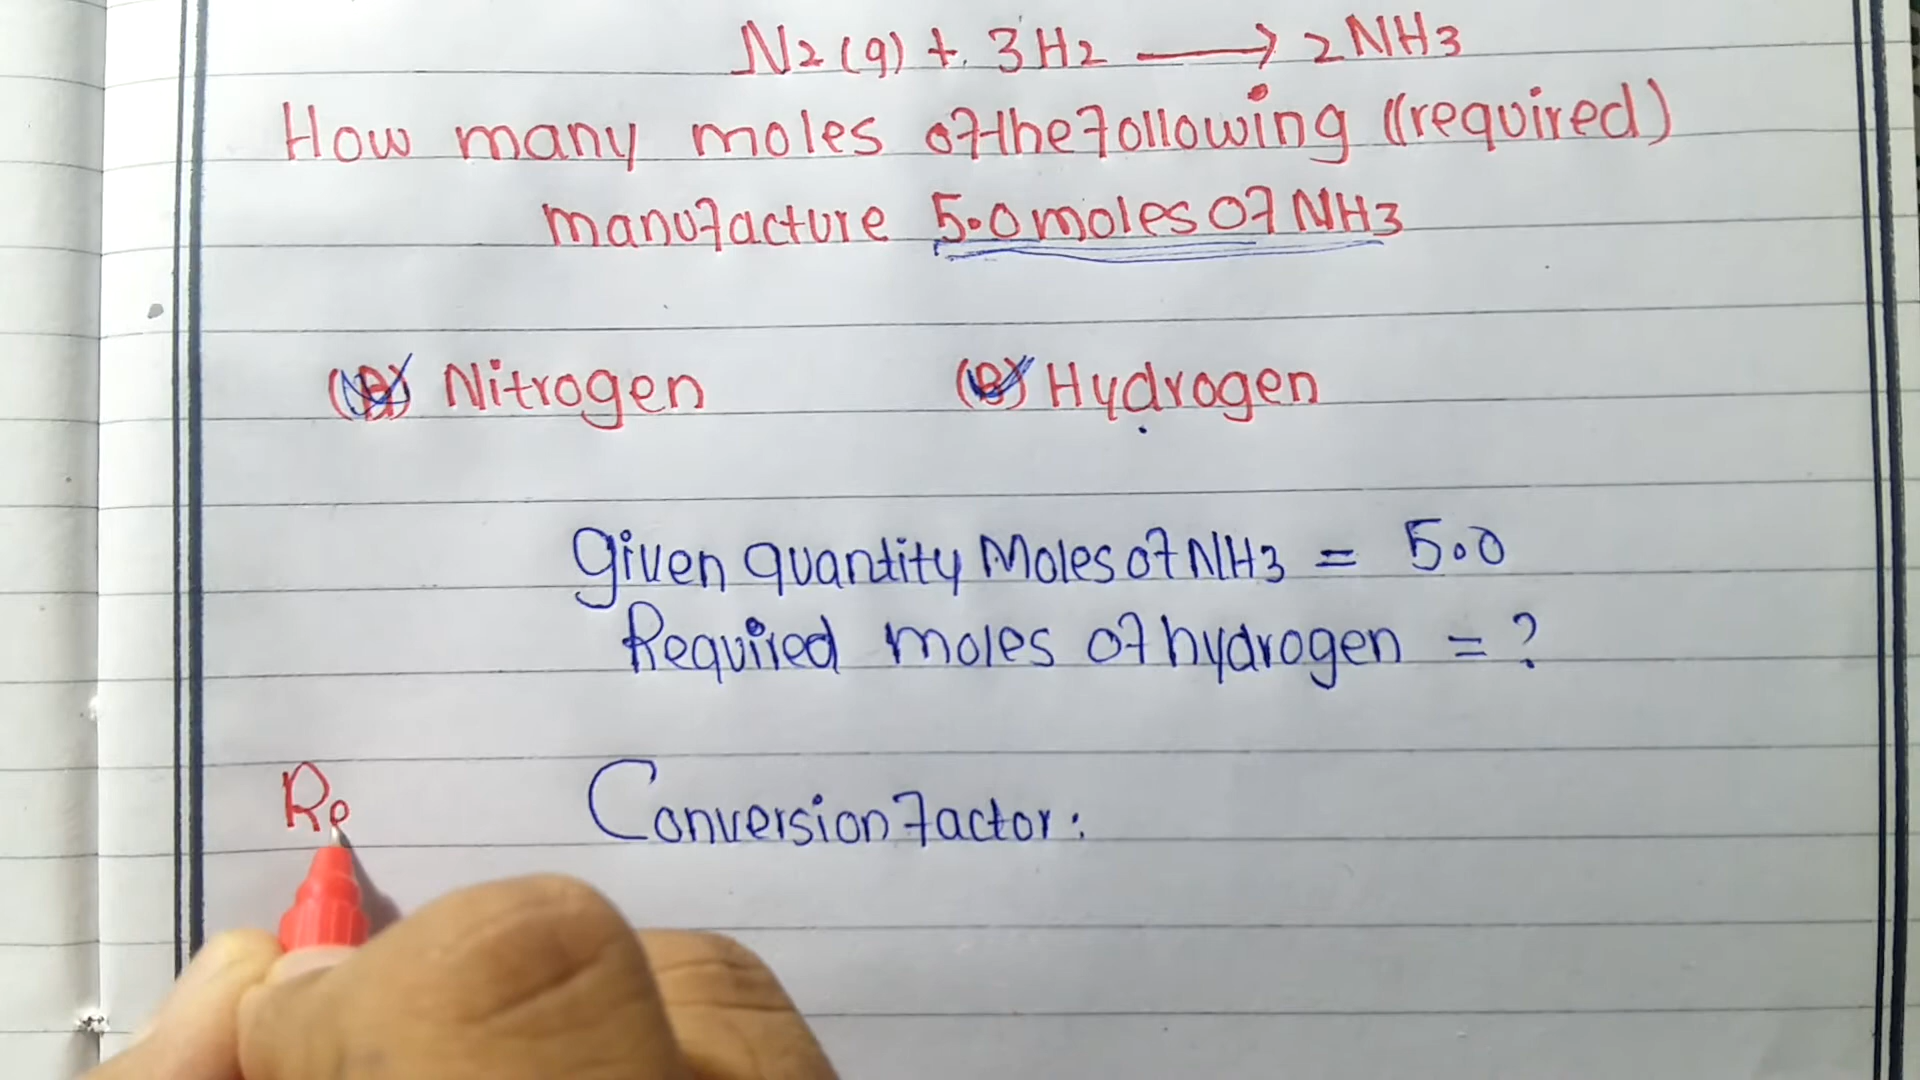 N2(g) + 3H2 ⟶ 2NH3
How many moles of the following ((required)
manufacture 5.0 moles of NH3
(A) Nitrogen (B) Hydrogen
Given quantity Moles of NH3 = 5.0
Required moles of hydrogen = ?
Re Conversion factor: